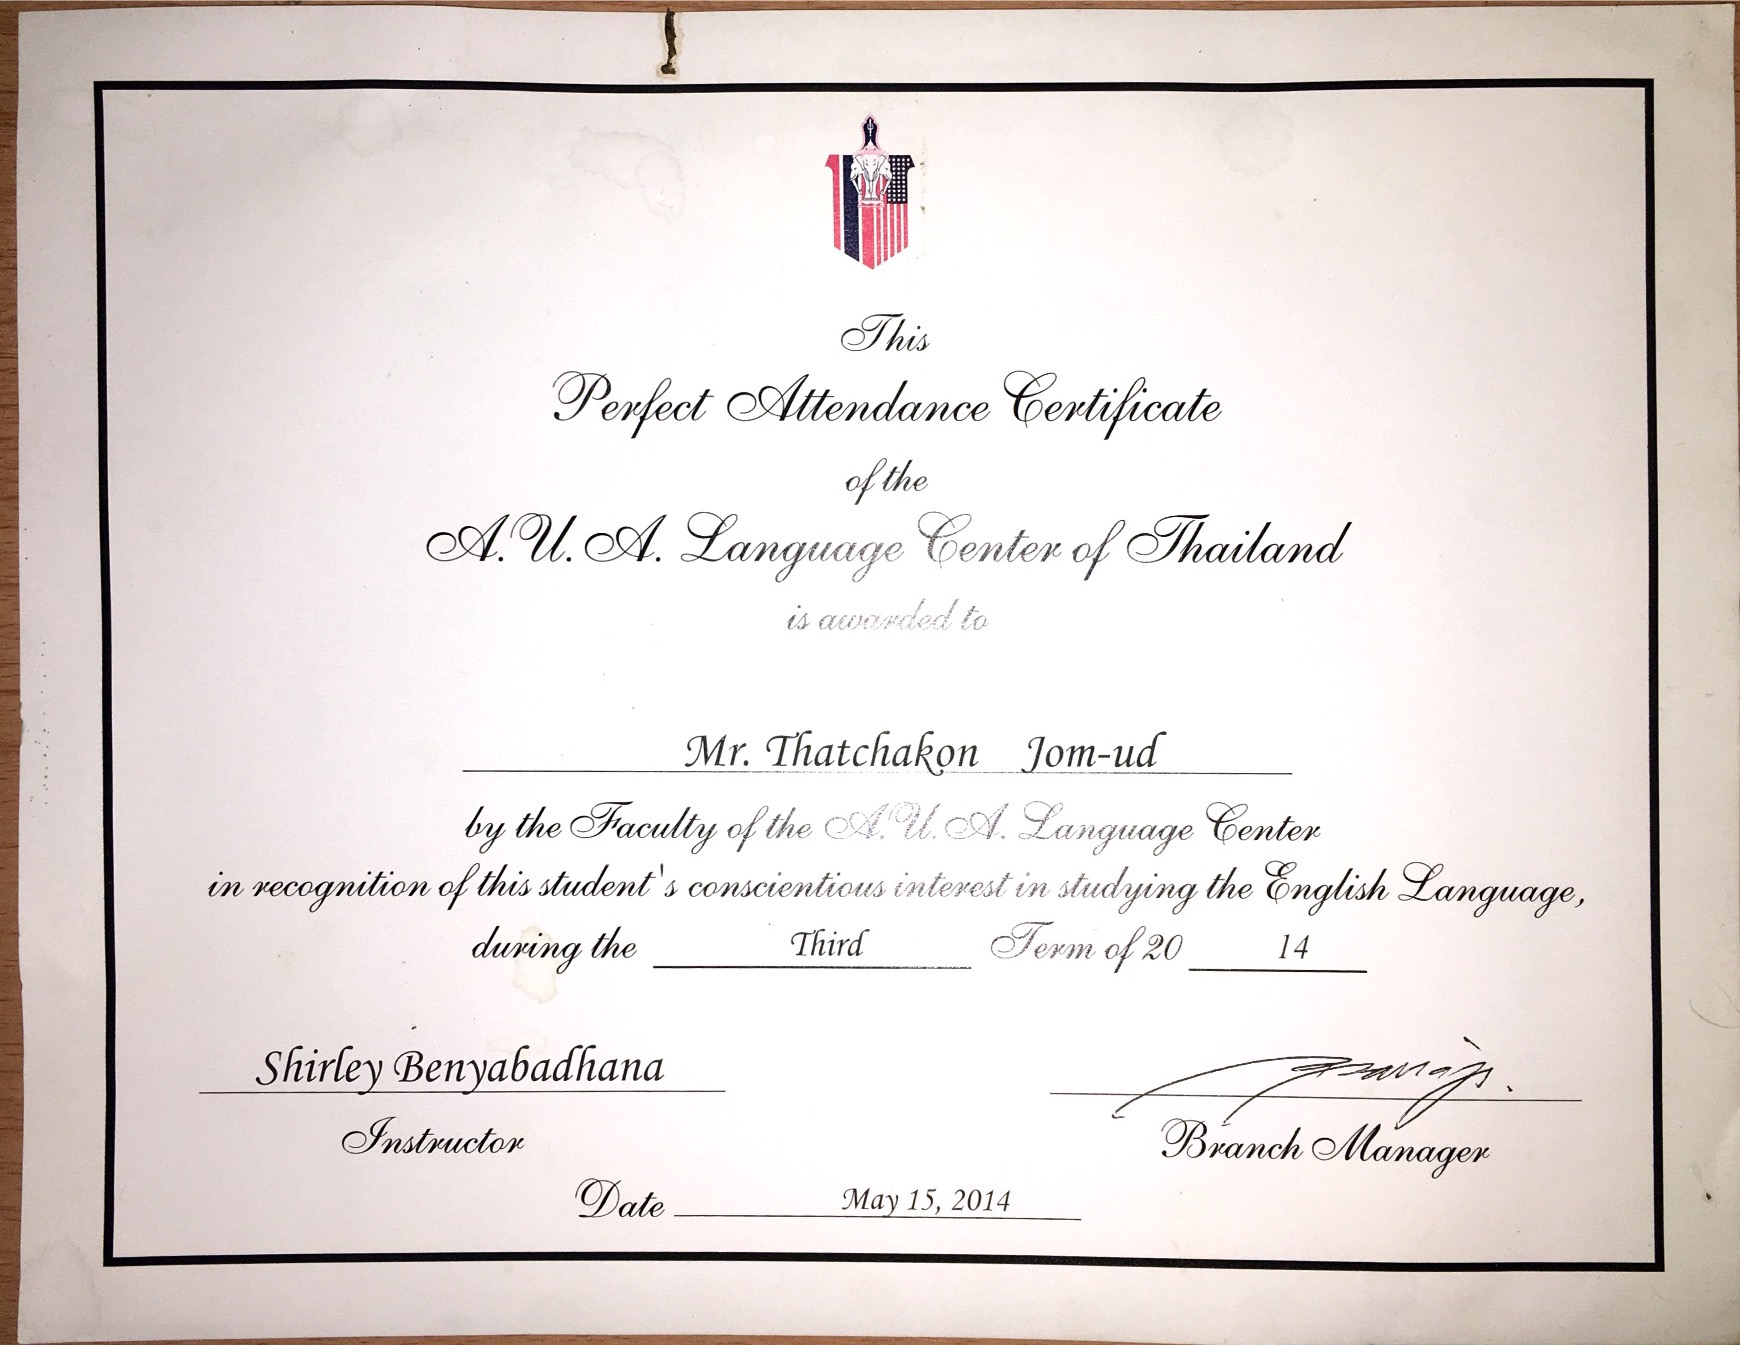 This
Perfect Attendance Certificate
of the
A.U.A. Language Center of Thailand
is awarded to
Mr. Thatchakon Jom-ud
by the Faculty of the A.U.A. Language Center
in recognition of this student's conscientious interest in studying the English Language,
during the Third Term of 20 14
Shirley Benyabadhana
Instructor
Branch Manager
Date May 15, 2014